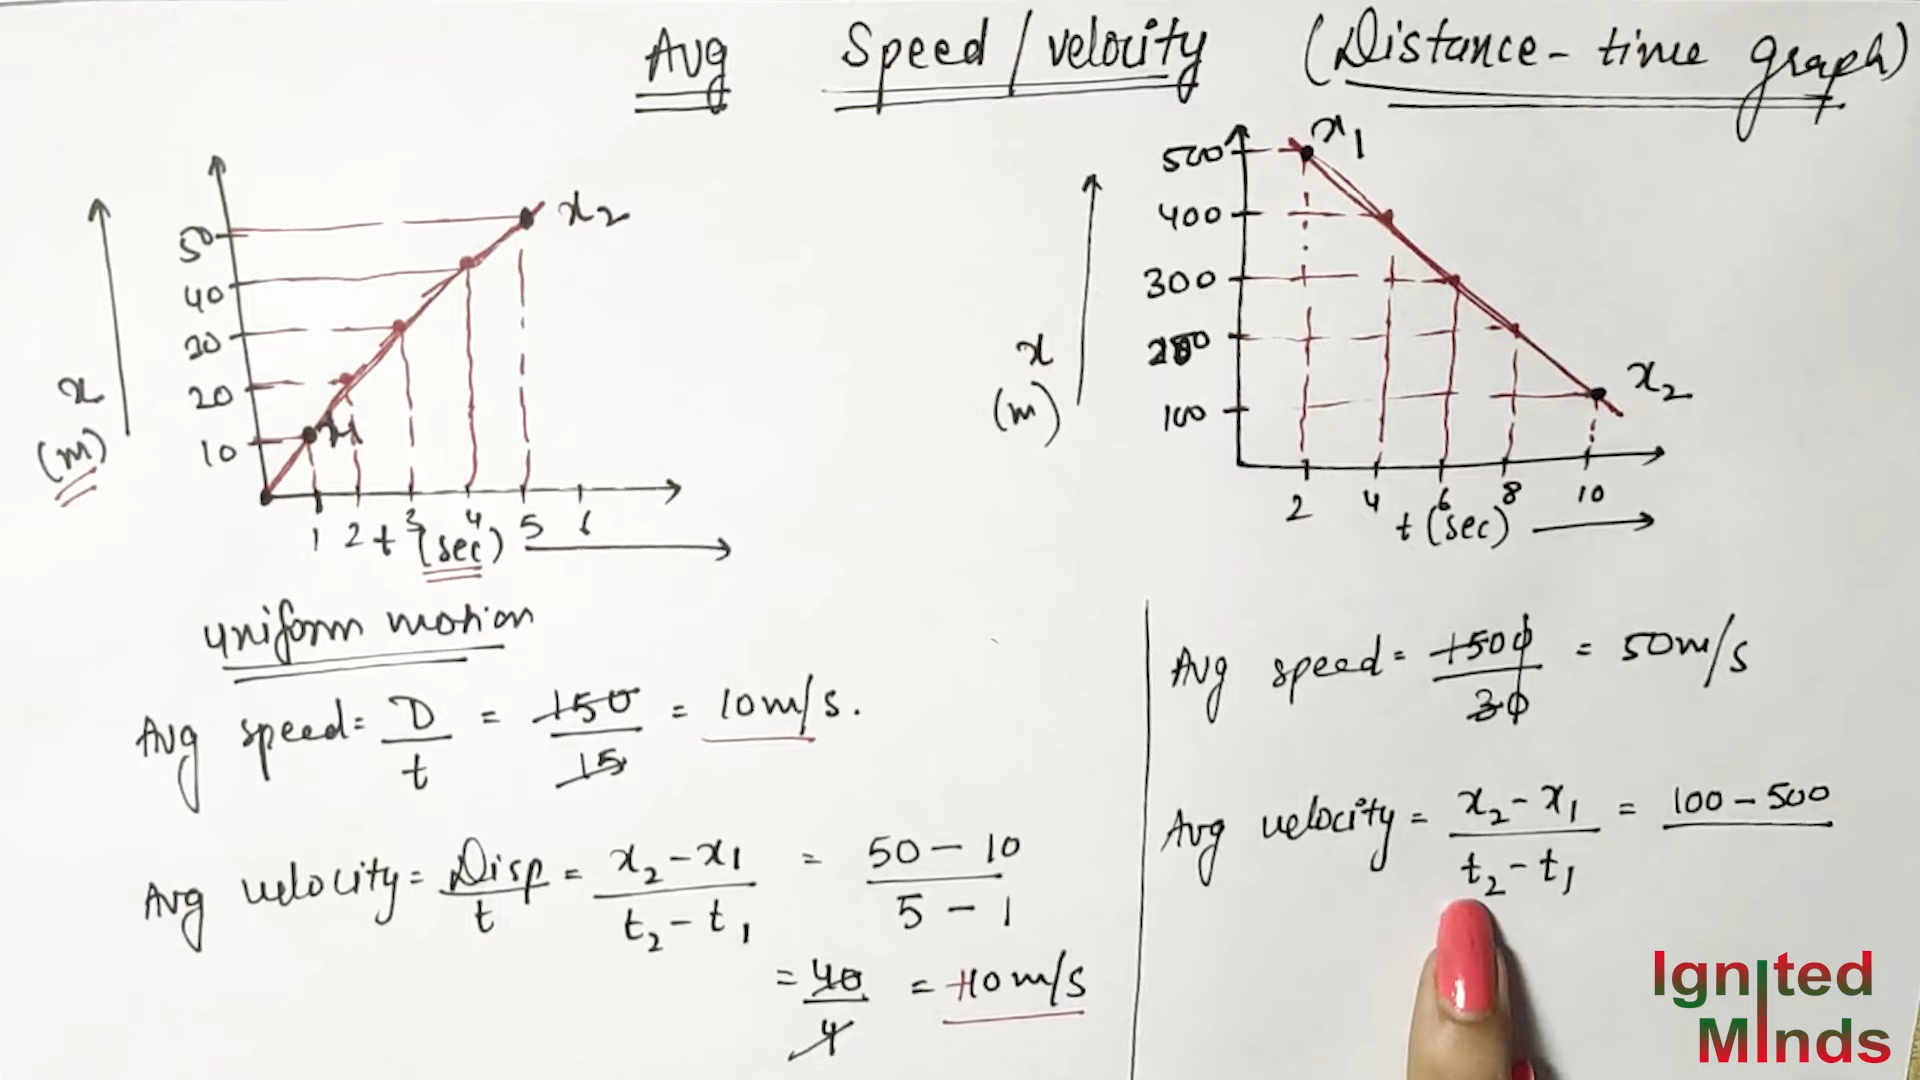 Avg Speed/velocity (Distance-time graph)
50
40
30
20
10
x
(m)
x2
x1
1 2 3 4 5 6
t (sec)
500
400
300
200
100
x
(m)
x1
x2
2 4 6 8 10
t (sec)
uniform motion
Avg speed = D/t = 150/15 = 10 m/s.
Avg velocity = Disp/t = x2 - x1/t2 - t1 = 50 - 10/5 - 1
= 40/4 = +10 m/s
Avg speed = 1500/30 = 50 m/s
Avg velocity = x2 - x1/t2 - t1 = 100 - 500
Ignited
Minds